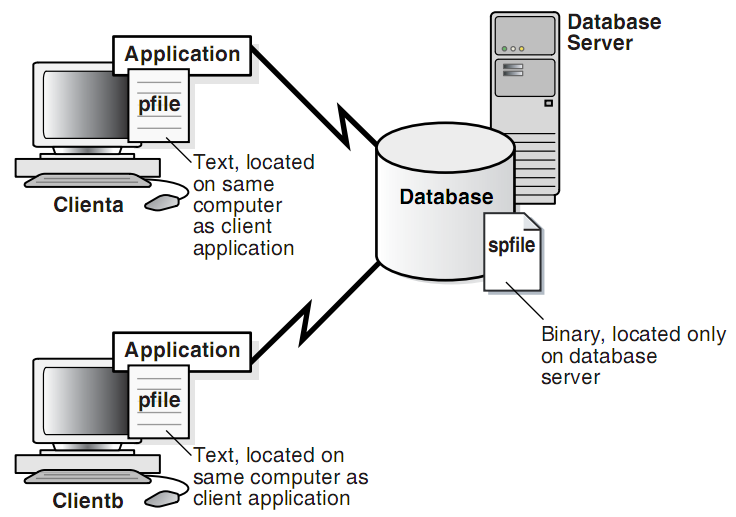 Database
Server
Application
pfile
Text, located
on same
computer
as client
application
Clienta
Database
spfile
Binary, located only
on database
server
Application
pfile
Text, located on
same computer as
client application
Clientb